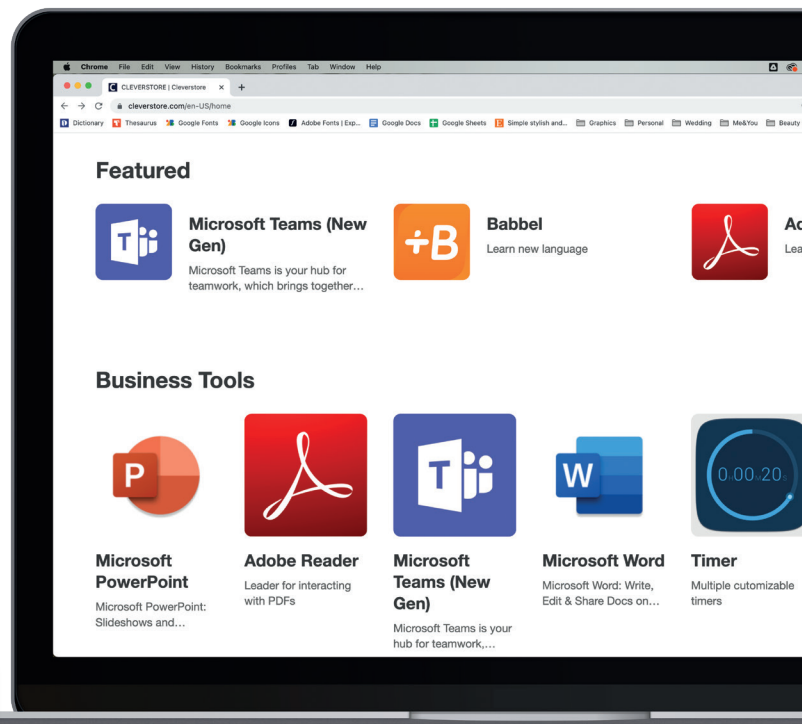 Chrome File Edit View History Bookmarks Profiles Tab Window Help
CLEVERSTORE | Cleverstore × +
cleverstore.com/en-US/home
Dictionary Thesaurus Google Fonts Google Icons Adobe Fonts | Exp... Google Docs Google Sheets Simple stylish and... Graphics Personal Wedding Me&You Beauty
Featured
Microsoft Teams (New
Gen)
Microsoft Teams is your hub for
teamwork, which brings together...
Babbel
Learn new language
Business Tools
Microsoft
PowerPoint
Microsoft PowerPoint:
Slideshows and...
Adobe Reader
Leader for interacting
with PDFs
Microsoft
Teams (New
Gen)
Microsoft Teams is your
hub for teamwork,...
Microsoft Word
Microsoft Word: Write,
Edit & Share Docs on...
Timer
Multiple cutomizable
timers
T
+B
P
T
W
0 00 20